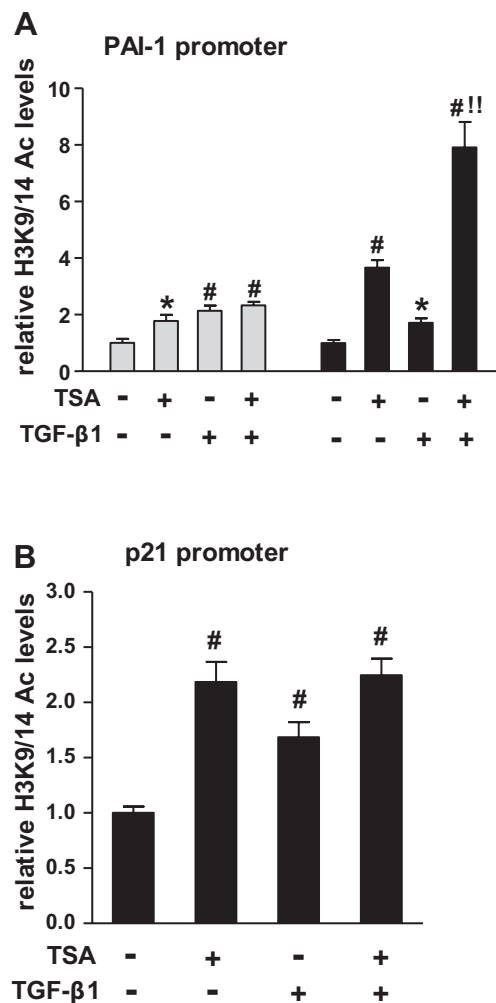 A
PAI-1 promoter
relative H3K9/14 Ac levels
10
8
6
4
2
0
* # # # * #!!
TSA - + - + - + - +
TGF-β1 - - + + - - + +
B
p21 promoter
relative H3K9/14 Ac levels
3.0
2.5
2.0
1.5
1.0
0.5
0.0
# # #
TSA - + - +
TGF-β1 - - + +